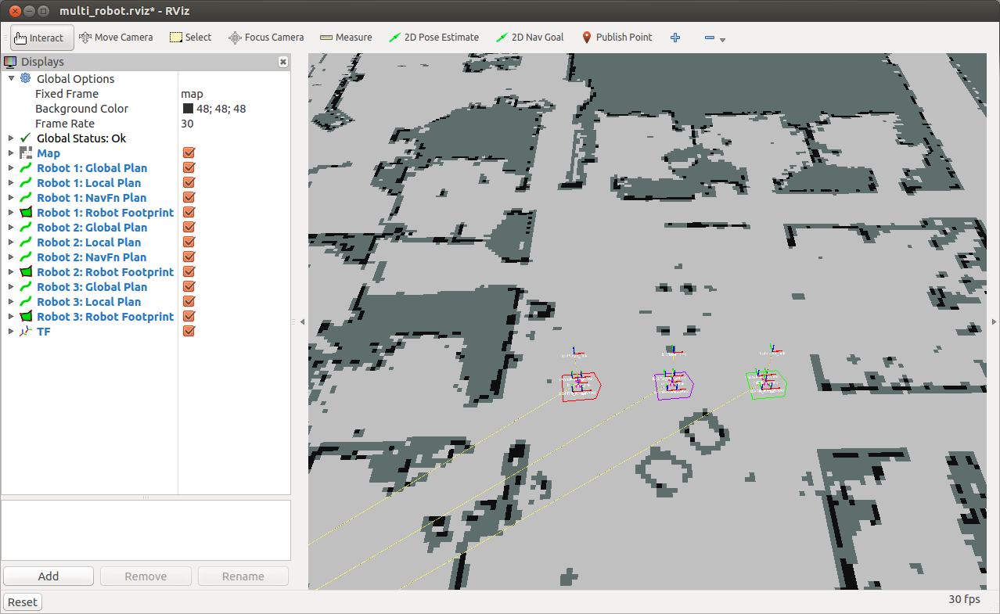 multi_robot.rviz* - RViz
Interact Move Camera Select Focus Camera Measure 2D Pose Estimate 2D Nav Goal Publish Point
Displays
Global Options
Fixed Frame map
Background Color 48; 48; 48
Frame Rate 30
Global Status: Ok
Map
Robot 1: Global Plan
Robot 1: Local Plan
Robot 1: NavFn Plan
Robot 1: Robot Footprint
Robot 2: Global Plan
Robot 2: Local Plan
Robot 2: NavFn Plan
Robot 2: Robot Footprint
Robot 3: Global Plan
Robot 3: Local Plan
Robot 3: Robot Footprint
TF
Add Remove Rename
Reset 30 fps